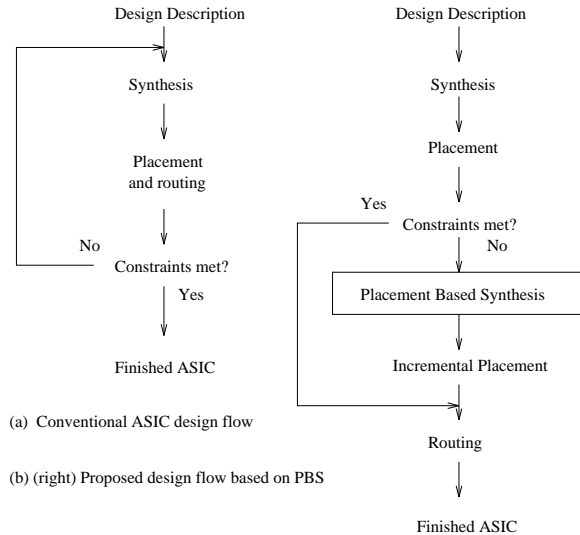 Design Description
Synthesis
Placement
and routing
No
Constraints met?
Yes
Finished ASIC
(a) Conventional ASIC design flow
Design Description
Synthesis
Placement
Yes
Constraints met?
No
Placement Based Synthesis
Incremental Placement
Routing
(b) (right) Proposed design flow based on PBS
Finished ASIC